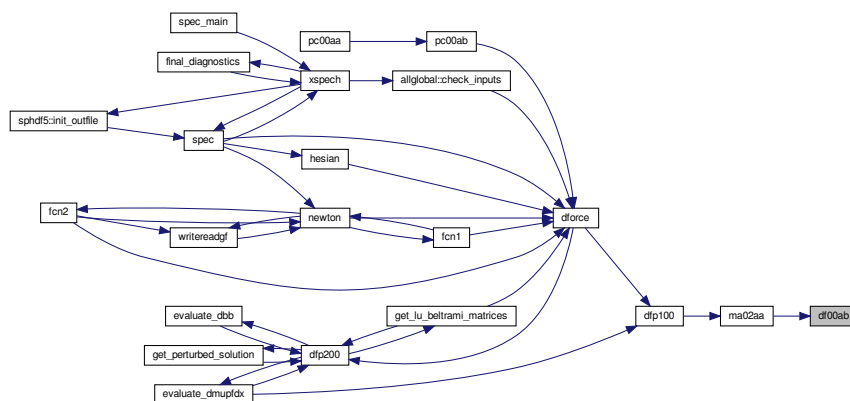 spec_main
pc00aa
pc00ab
final_diagnostics
xspech
allglobal::check_inputs
sphdf5::init_outfile
spec
hesian
fcn2
newton
dforce
writereadgf
fcn1
evaluate_dbb
get_lu_beltrami_matrices
dfp100
ma02aa
df00ab
get_perturbed_solution
dfp200
evaluate_dmupfdx